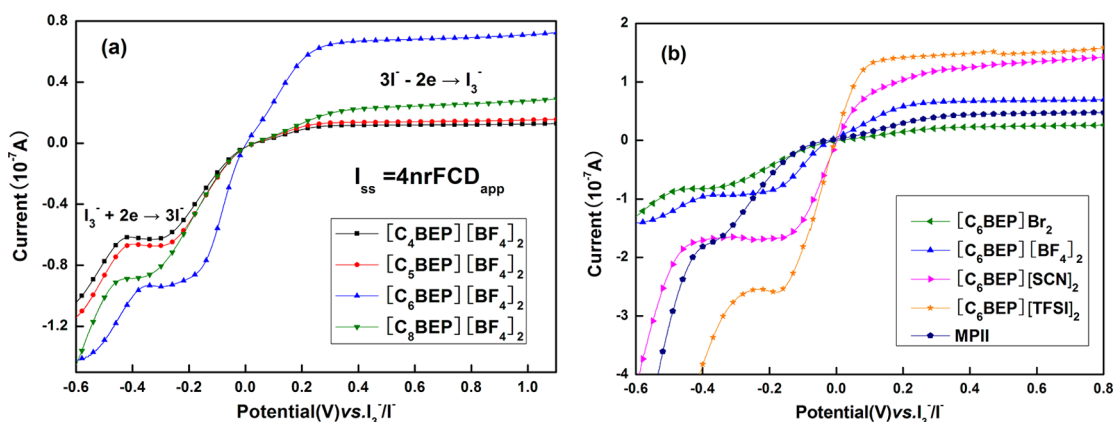 (a)
0.8
0.4
0.0
-0.4
-0.8
-1.2
Current (10⁻⁷A)
3I⁻ - 2e → I₃⁻
I₃⁻ + 2e → 3I⁻
Iₛₛ =4nrFCDₐₚₚ
[C₄BEP][BF₄]₂
[C₅BEP][BF₄]₂
[C₆BEP][BF₄]₂
[C₈BEP][BF₄]₂
-0.6 -0.4 -0.2 0.0 0.2 0.4 0.6 0.8 1.0
Potential(V)vs.I₃⁻/I⁻
(b)
2
1
0
-1
-2
-3
-4
Current (10⁻⁷A)
[C₆BEP]Br₂
[C₆BEP][BF₄]₂
[C₆BEP][SCN]₂
[C₆BEP][TFSI]₂
MPII
-0.6 -0.4 -0.2 0.0 0.2 0.4 0.6 0.8
Potential(V)vs.I₃⁻/I⁻